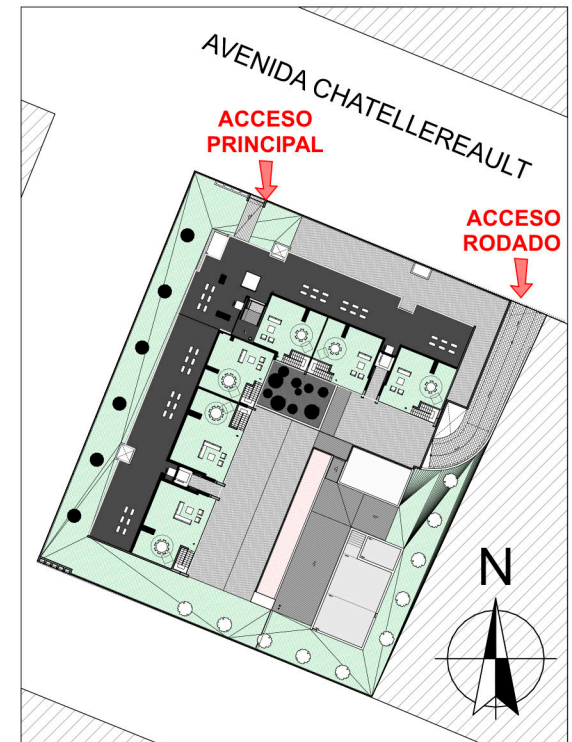 AVENIDA CHATELLEREAULT
ACCESO
PRINCIPAL
ACCESO
RODADO
N